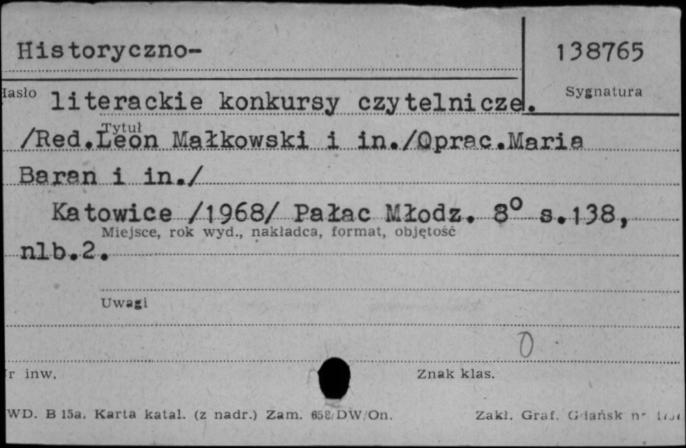 Historyczno-
138765
Hasło
Sygnatura
literackie konkursy czytelnicze.
Tytuł
/Red.Leon Małkowski i in./Oprac.Maria
Baran i in./
Katowice /1968/ Pałac Młodz. 8° s.138,
Miejsce, rok wyd., nakładca, format, objętość
nlb.2.
Uwagi
0
r inw.
Znak klas.
WD. B 15a. Karta katal. (z nadr.) Zam. 658/DW/On.
Zakł. Graf. Gdańsk nr